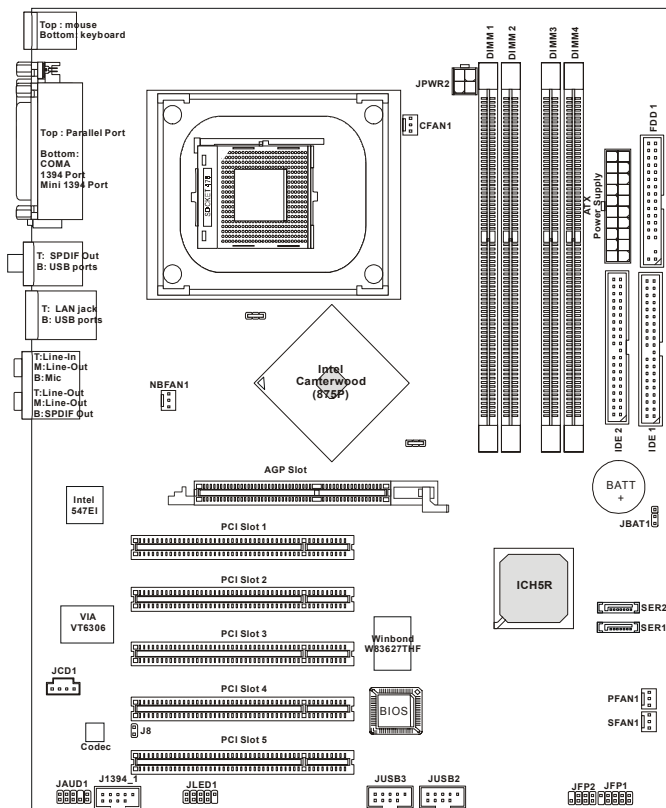 Top : mouse
Bottom: keyboard
Top : Parallel Port
Bottom:
COMA
1394 Port
Mini 1394 Port
T: SPDIF Out
B: USB ports
T: LAN jack
B: USB ports
T:Line-In
M:Line-Out
B:Mic
T:Line-Out
M:Line-Out
B:SPDIF Out
SOCKET478
CFAN1
JPWR2
DIMM 1
DIMM 2
DIMM3
DIMM4
FDD1
ATX
Power Supply
IDE 2
IDE 1
NBFAN1
Intel
Canterwood
(875P)
AGP Slot
BATT
+
JBAT1
Intel
547EI
PCI Slot 1
PCI Slot 2
ICH5R
SER2
SER1
VIA
VT6306
PCI Slot 3
Winbond
W83627THF
JCD1
PCI Slot 4
BIOS
PFAN1
SFAN1
J8
Codec
PCI Slot 5
JAUD1
J1394_1
JLED1
JUSB3
JUSB2
JFP2
JFP1